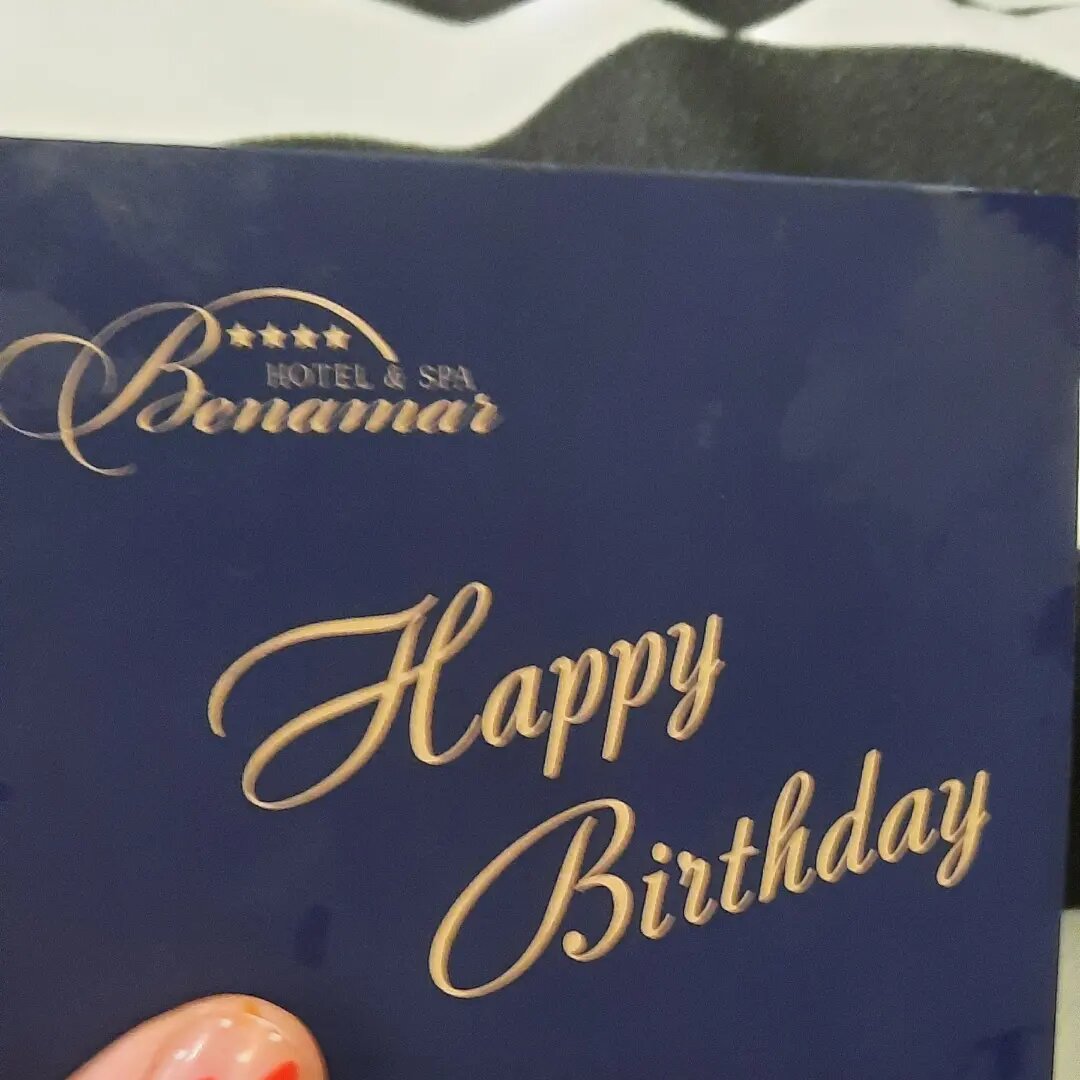 HOTEL & SPA
Benamar
Happy
Birthday